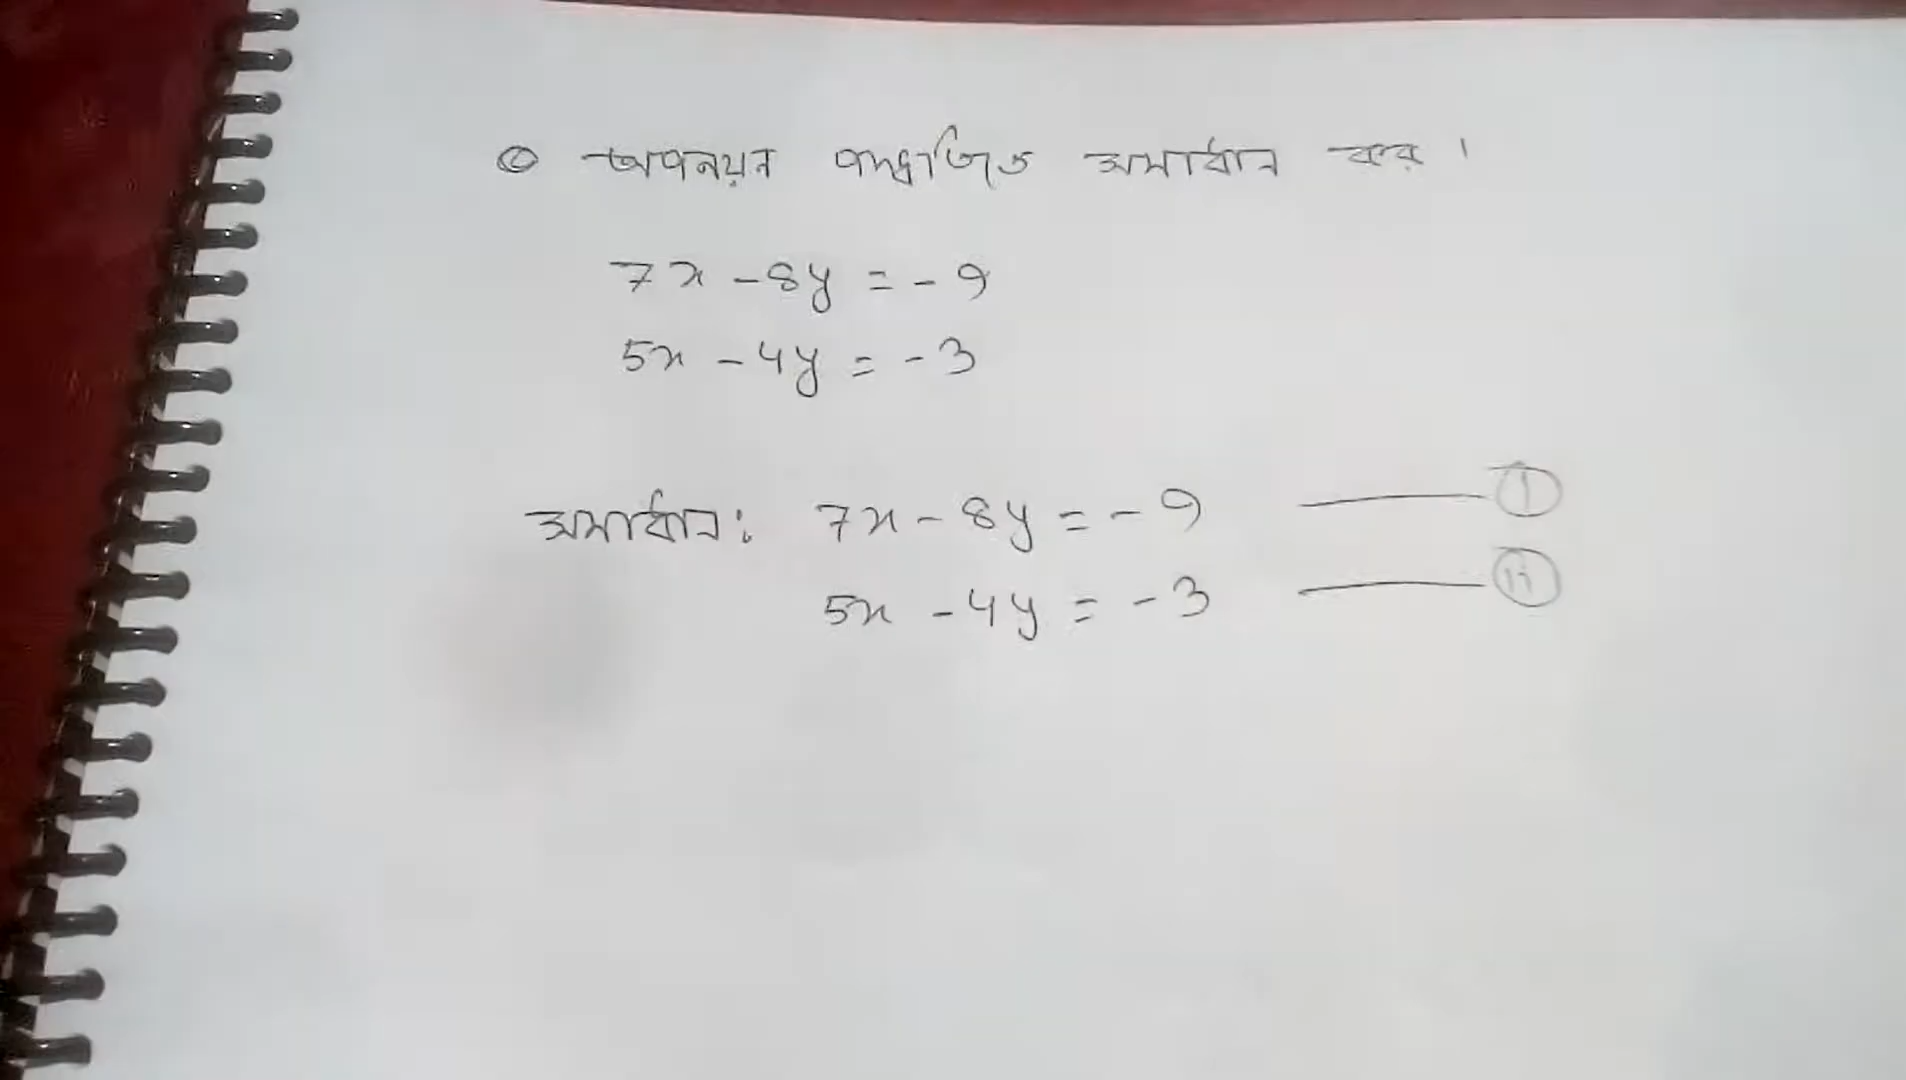 ◎ অপনয়ন পদ্ধতিতে সমাধান কর ।
7x - 8y = - 9
5x - 4y = - 3
সমাধান : 7x - 8y = - 9 ——— (i)
5x - 4y = - 3 ——— (ii)